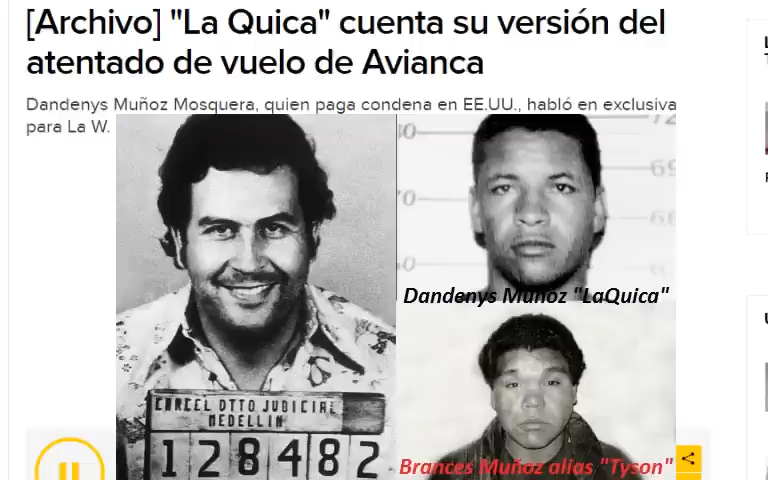 [Archivo] "La Quica" cuenta su versión del
atentado de vuelo de Avianca
Dandenys Muñoz Mosquera, quien paga condena en EE.UU., habló en exclusiva
para La W.
Dandenys Muñoz "LaQuica"
CARCEL DTTO JUDICIAL
MEDELLIN
128482
Brances Muñoz alias "Tyson"